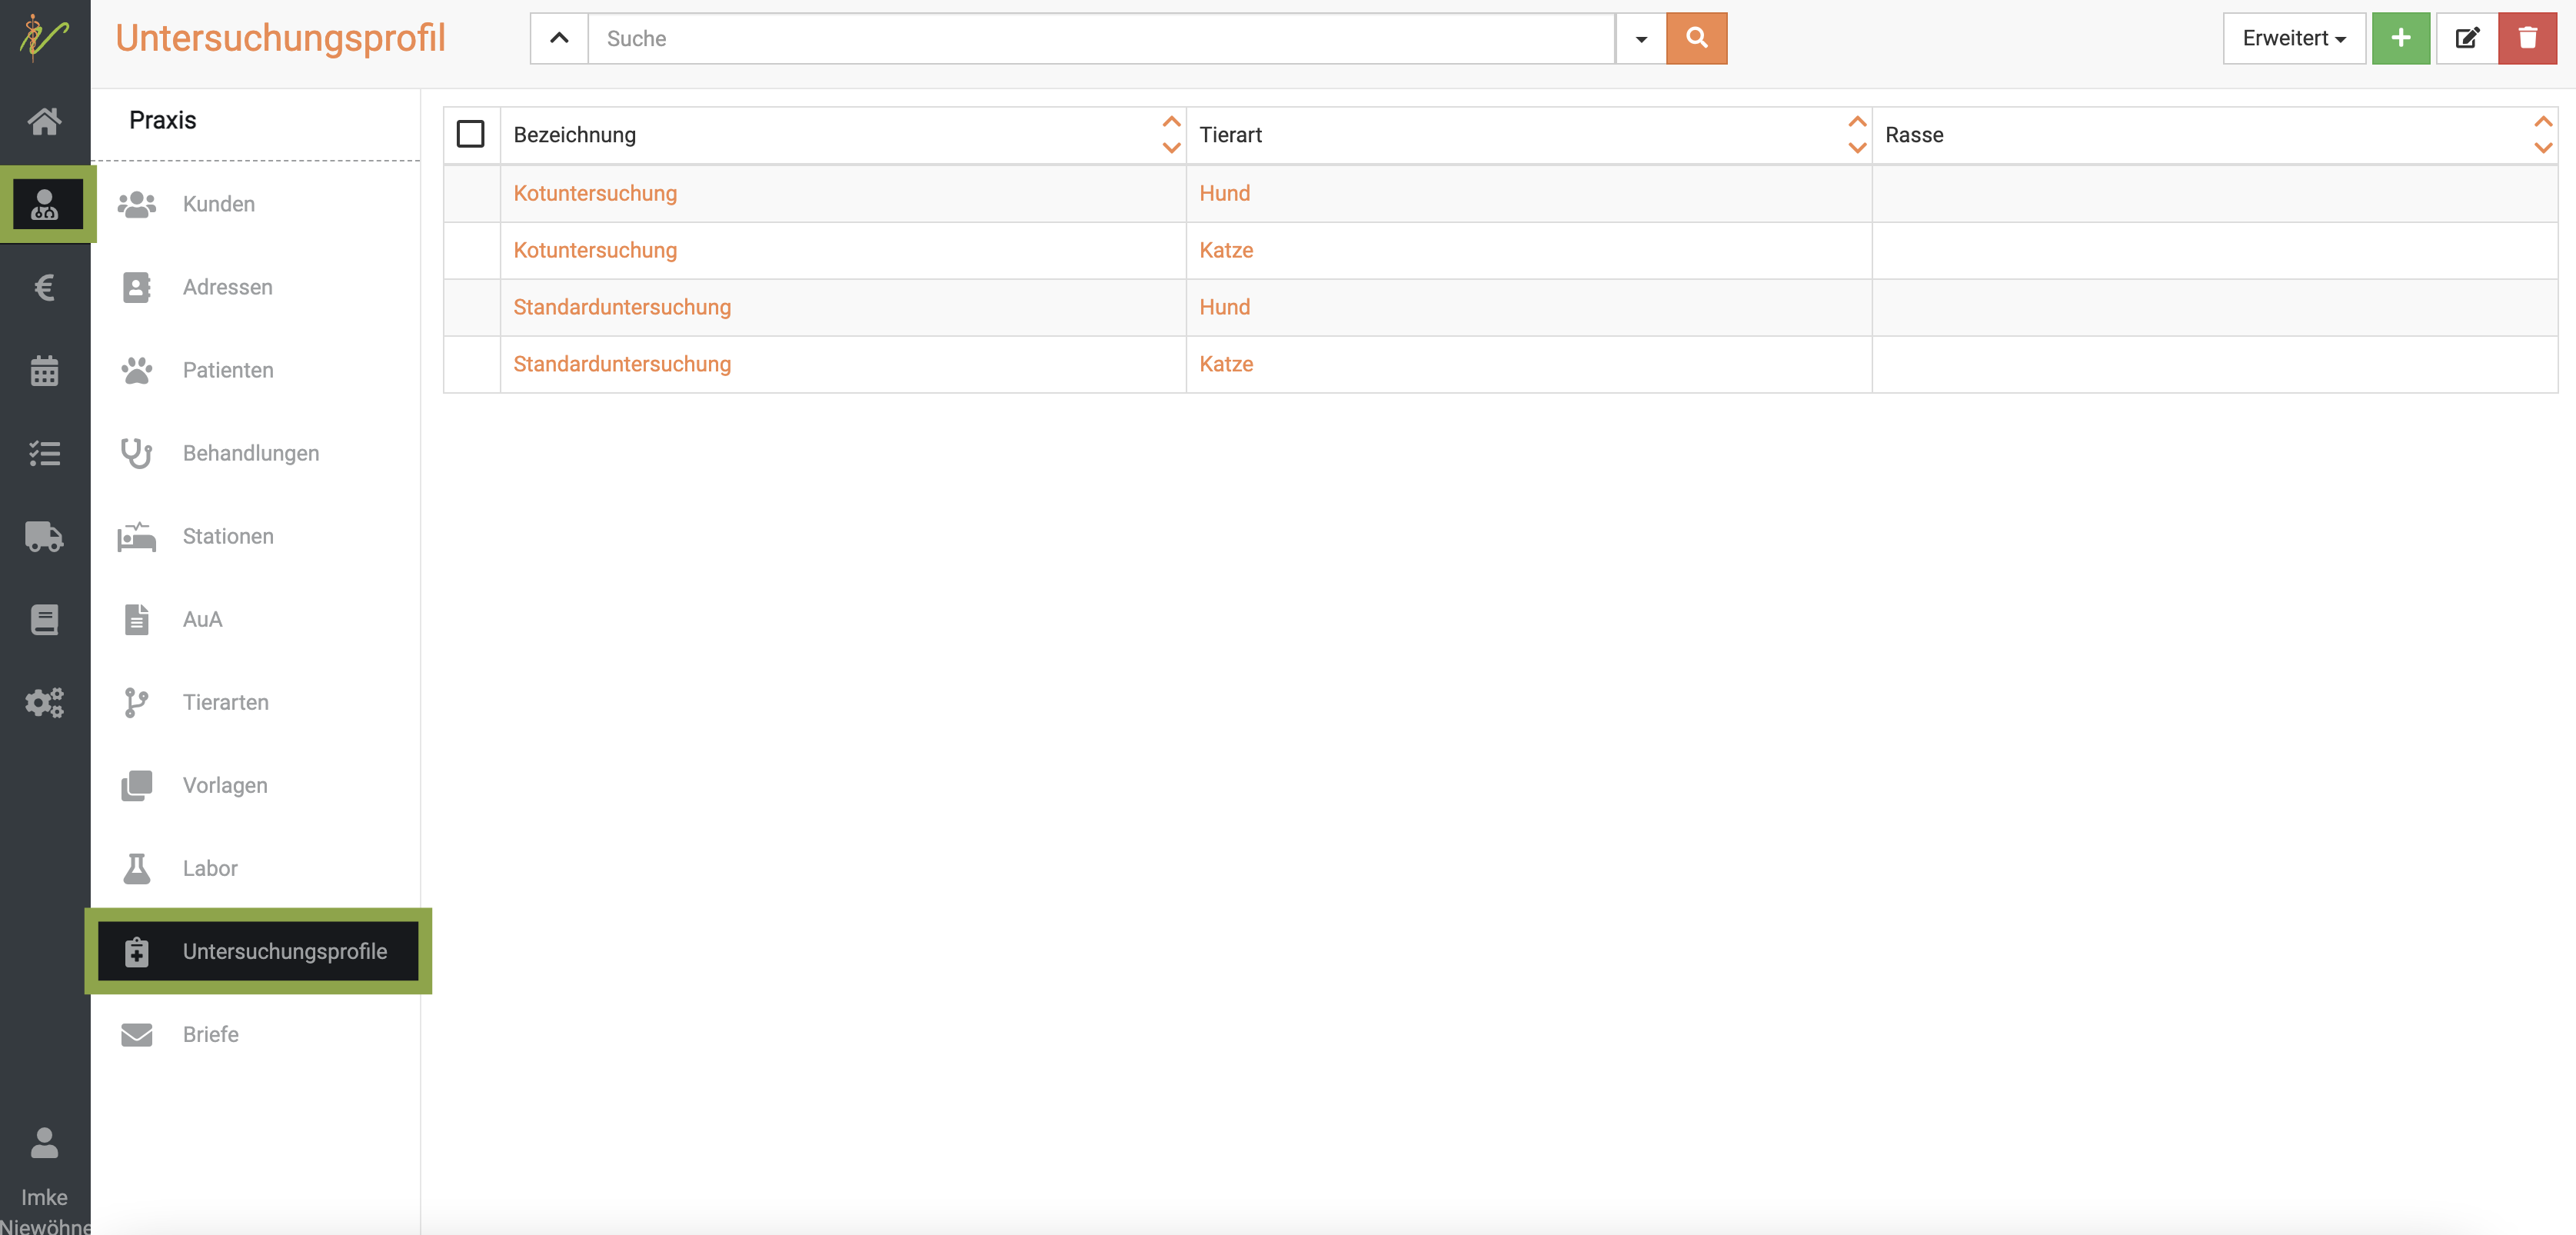 Untersuchungsprofil
Suche
Erweitert
Praxis
Kunden
Adressen
Patienten
Behandlungen
Stationen
AuA
Tierarten
Vorlagen
Labor
Untersuchungsprofile
Briefe
Bezeichnung Tierart Rasse
Kotuntersuchung Hund
Kotuntersuchung Katze
Standarduntersuchung Hund
Standarduntersuchung Katze
Imke
Niewöhne